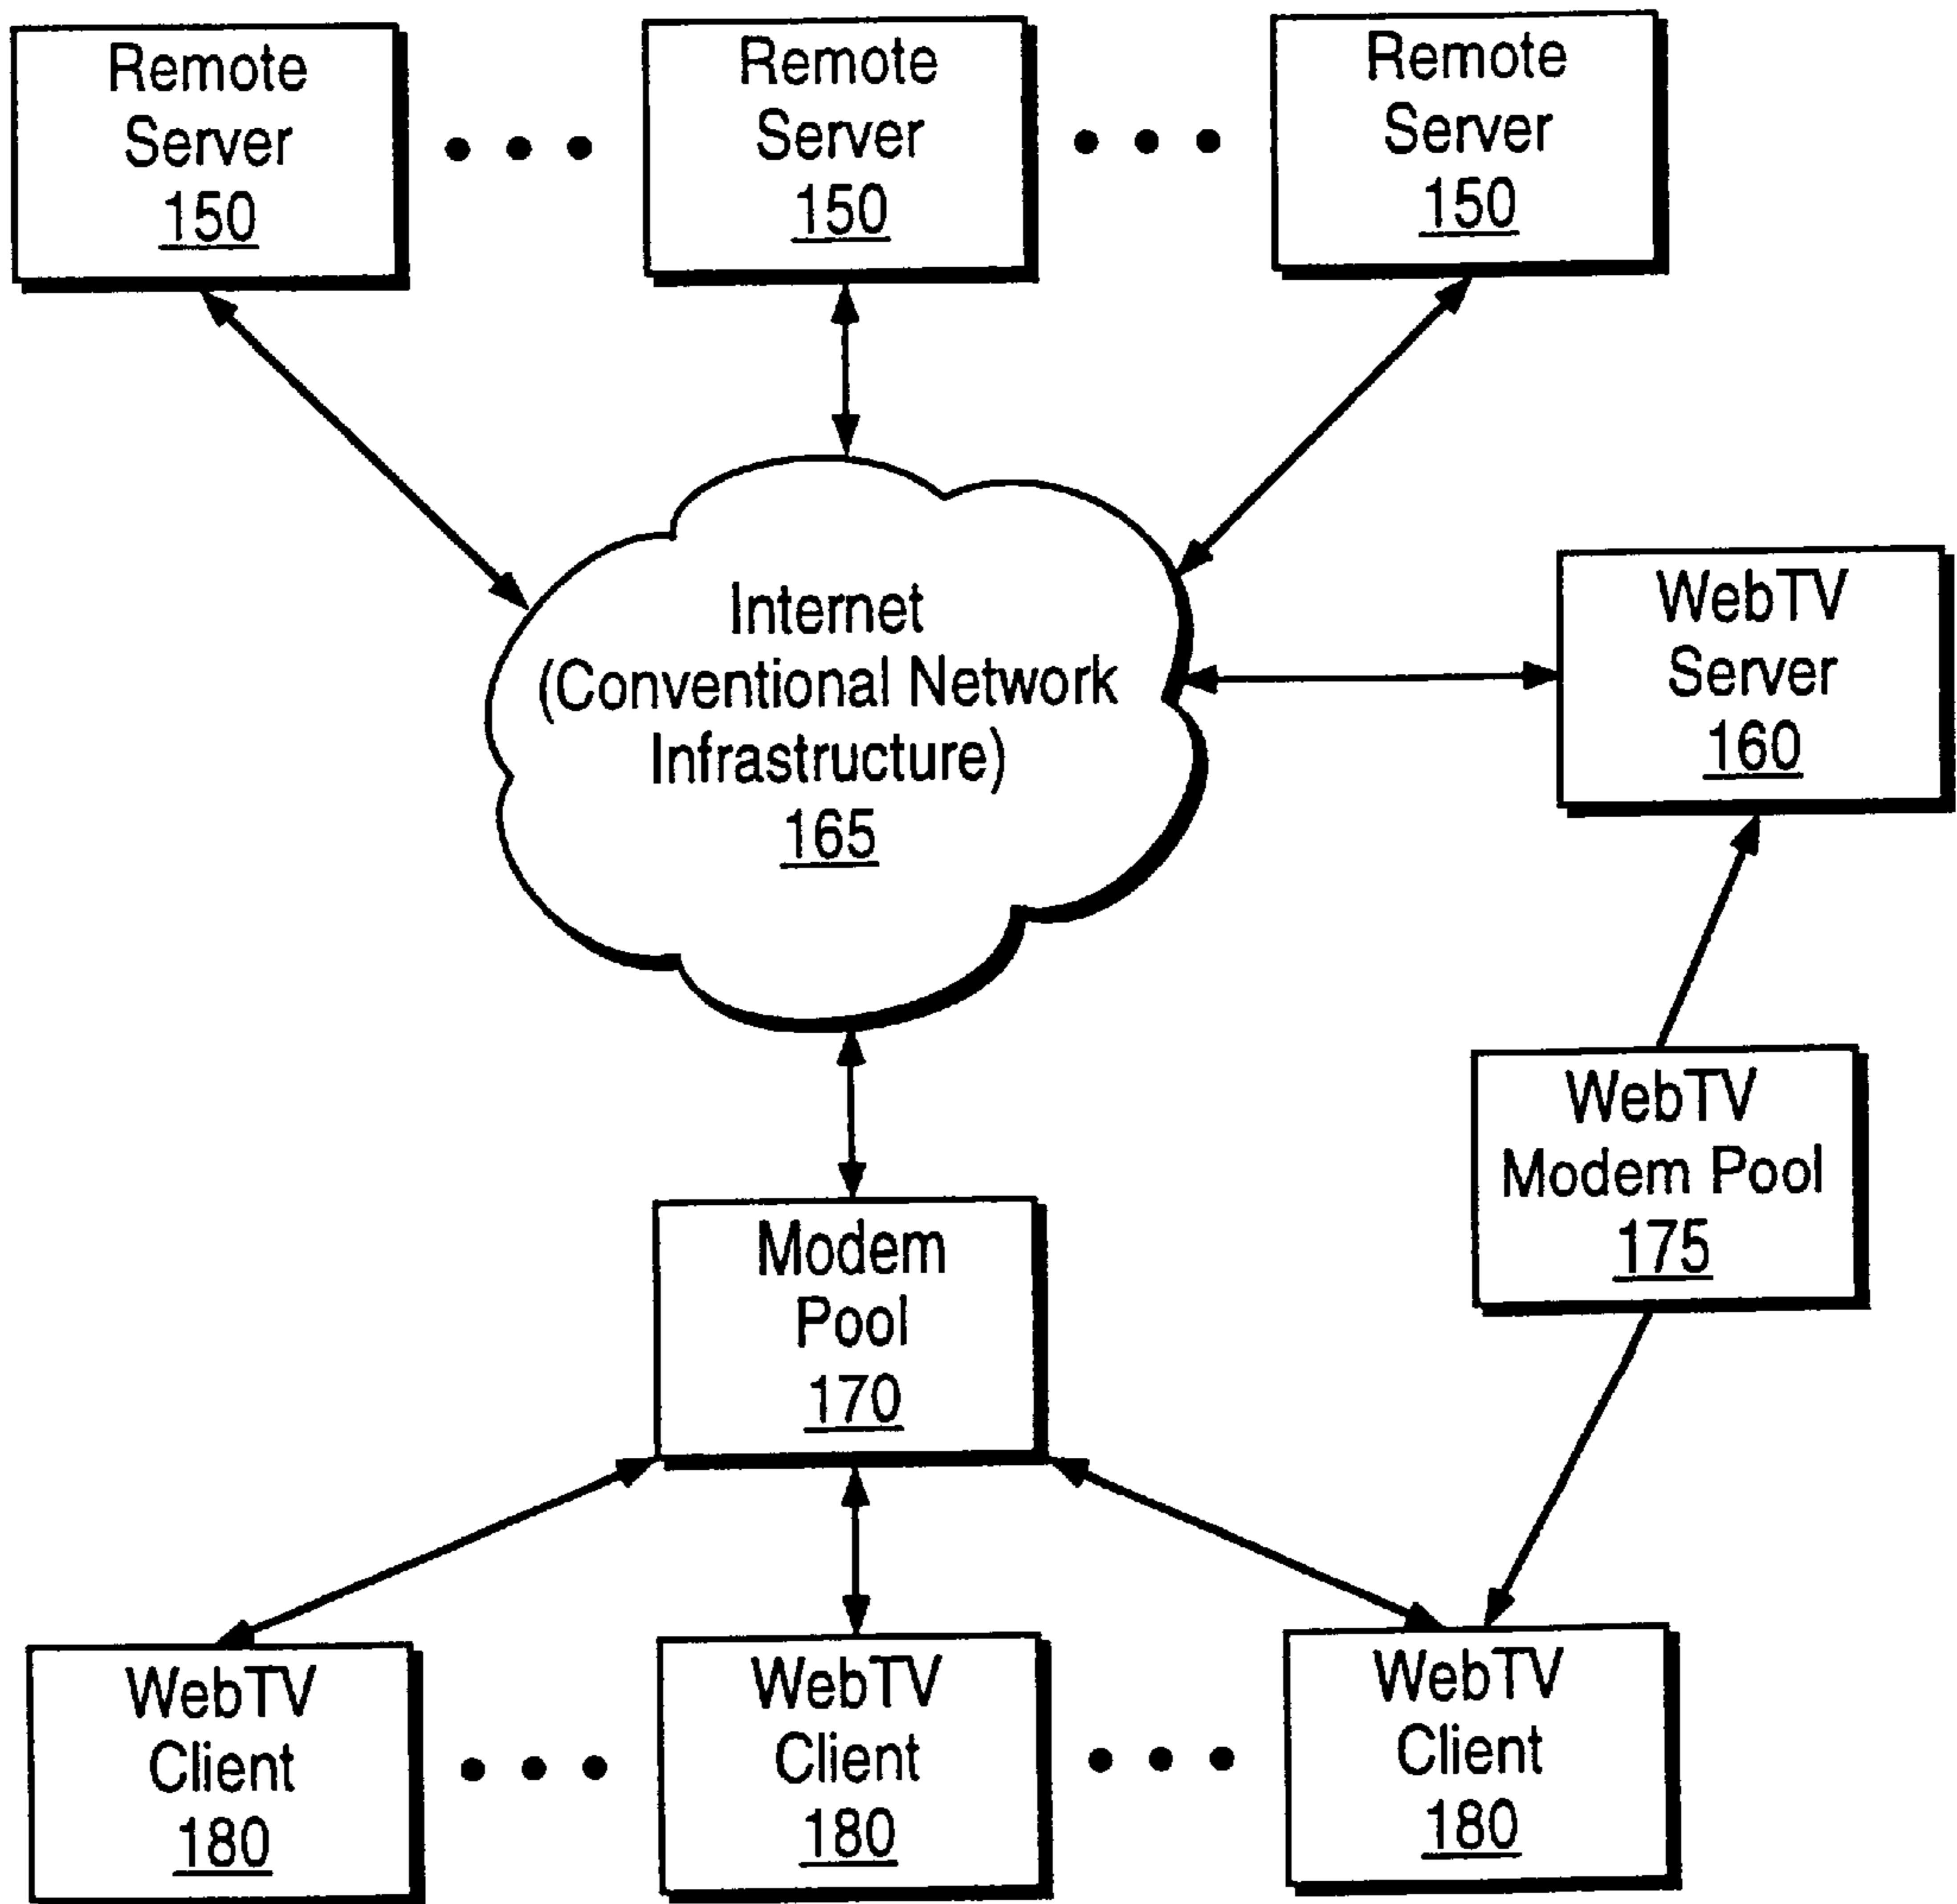 Remote
Server
150
Remote
Server
150
Remote
Server
150
Internet
(Conventional Network
Infrastructure)
165
WebTV
Server
160
WebTV
Modem Pool
175
Modem
Pool
170
WebTV
Client
180
WebTV
Client
180
WebTV
Client
180